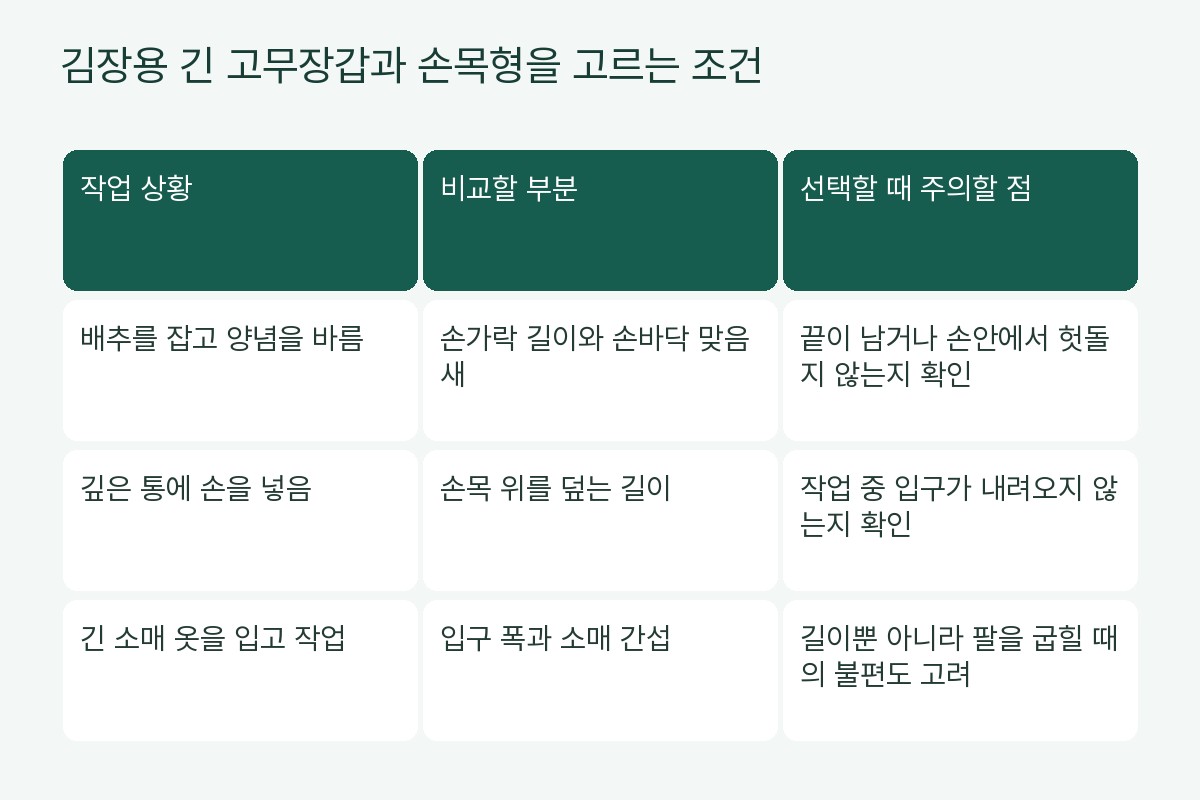 김장용 긴 고무장갑과 손목형을 고르는 조건
작업 상황
비교할 부분
선택할 때 주의할 점
배추를 잡고 양념을 바름
손가락 길이와 손바닥 맞음
새
끝이 남거나 손안에서 헛돌
지 않는지 확인
깊은 통에 손을 넣음
손목 위를 덮는 길이
작업 중 입구가 내려오지 않
는지 확인
긴 소매 옷을 입고 작업
입구 폭과 소매 간섭
길이뿐 아니라 팔을 굽힐 때
의 불편도 고려